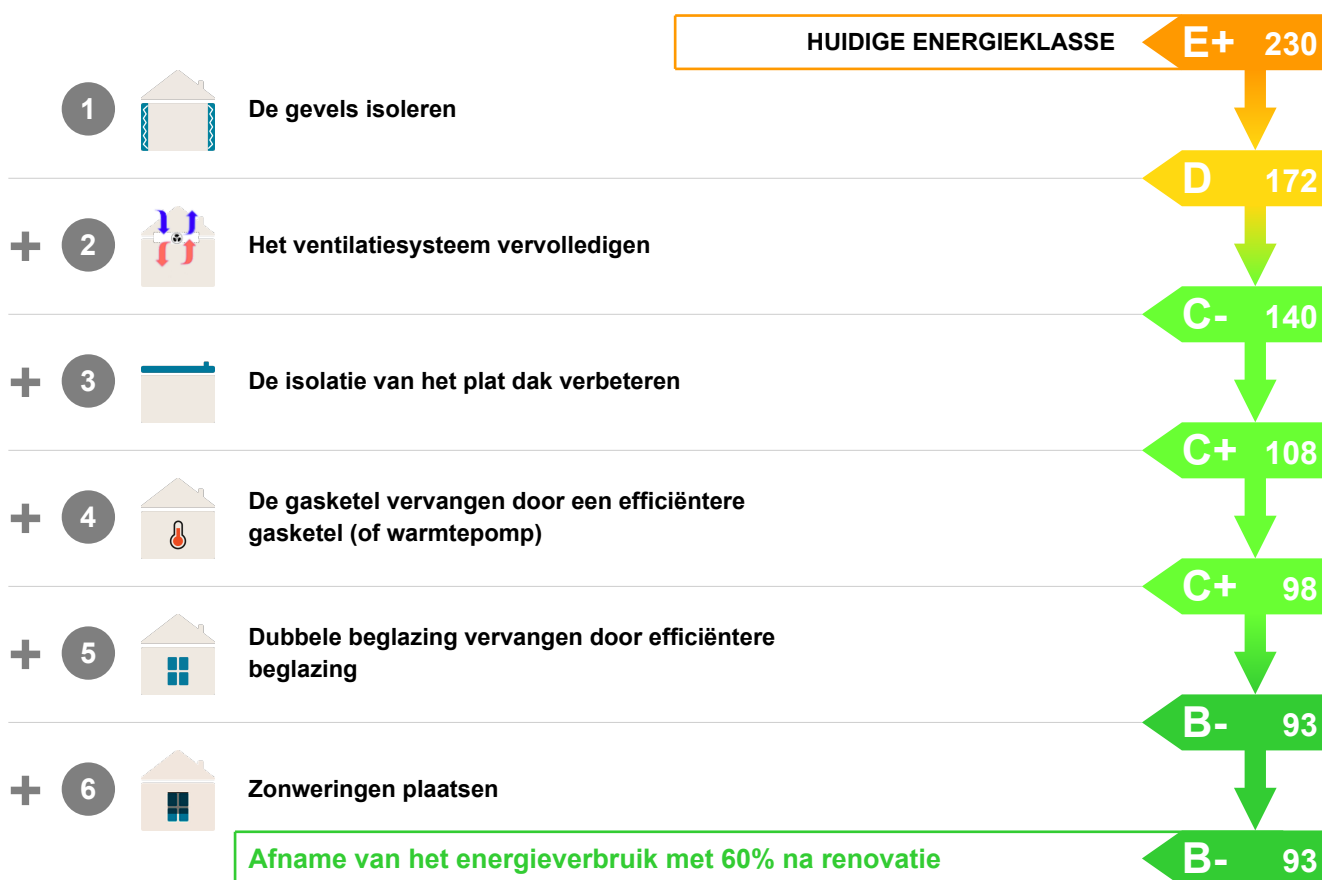 HUIDIGE ENERGIEKLASSE E+ 230
1 De gevels isoleren
D 172
+ 2 Het ventilatiesysteem vervolledigen
C- 140
+ 3 De isolatie van het plat dak verbeteren
C+ 108
+ 4 De gasketel vervangen door een efficiëntere
gasketel (of warmtepomp)
C+ 98
+ 5 Dubbele beglazing vervangen door efficiëntere
beglazing
B- 93
+ 6 Zonweringen plaatsen
Afname van het energieverbruik met 60% na renovatie B- 93